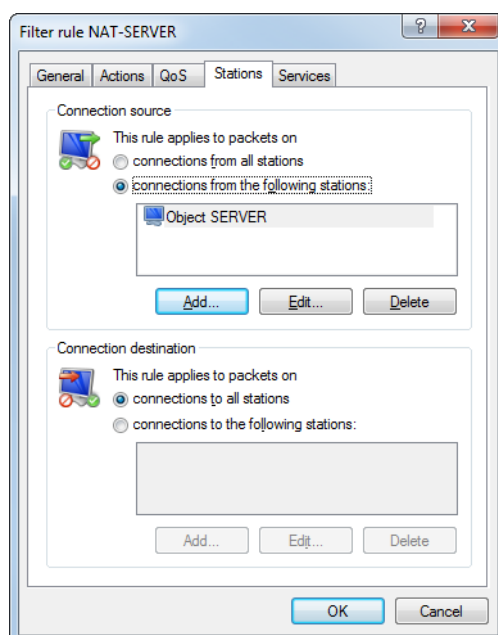 Filter rule NAT-SERVER
? X
General Actions QoS Stations Services
Connection source
This rule applies to packets on
connections from all stations
connections from the following stations:
Object SERVER
Add... Edit... Delete
Connection destination
This rule applies to packets on
connections to all stations
connections to the following stations:
Add... Edit... Delete
OK Cancel